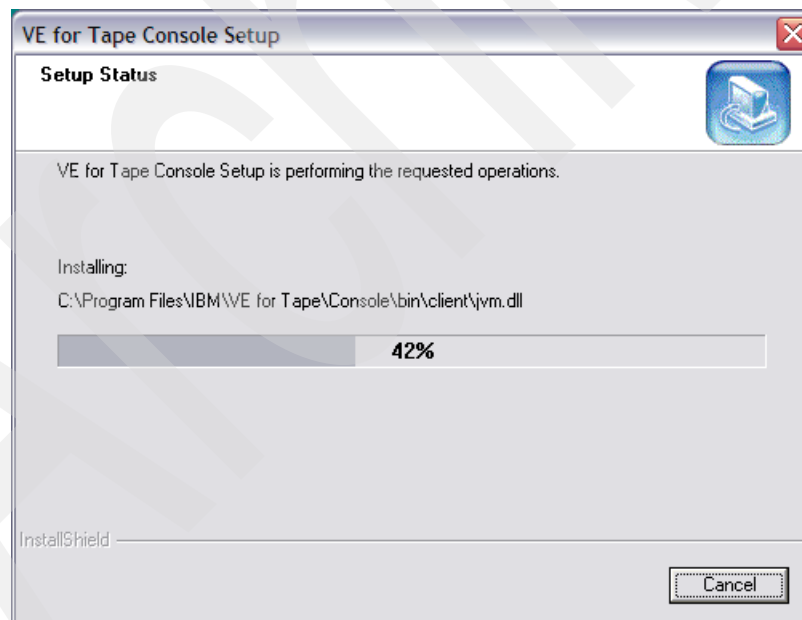 VE for Tape Console Setup
Setup Status
VE for Tape Console Setup is performing the requested operations.
Installing:
C:\Program Files\IBM\VE for Tape\Console\bin\client\jvm.dll
42%
InstallShield
Cancel